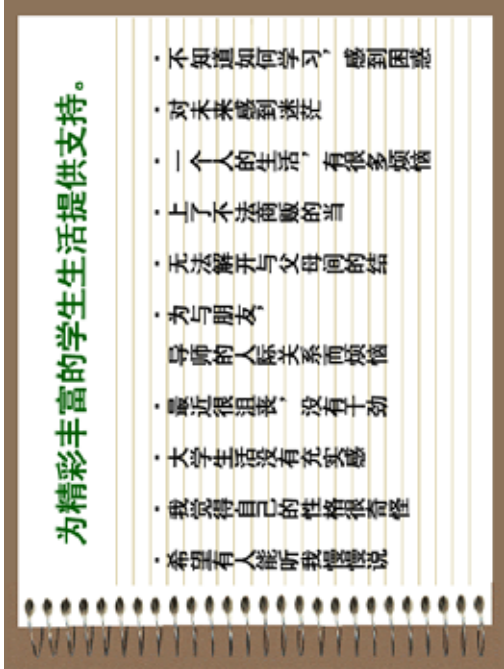 为精彩丰富的学生生活提供支持。
・不知道如何学习，感到困惑
・对未来感到迷茫
・一个人的生活，有很多烦恼
・上了不法商贩的当
・无法解开与父母间的结
・为与朋友，
导师的人际关系而烦恼
・最近很沮丧，没有干劲
・大学生活没有充实感
・我觉得自己的性格很奇怪
・希望有人能听我慢慢说